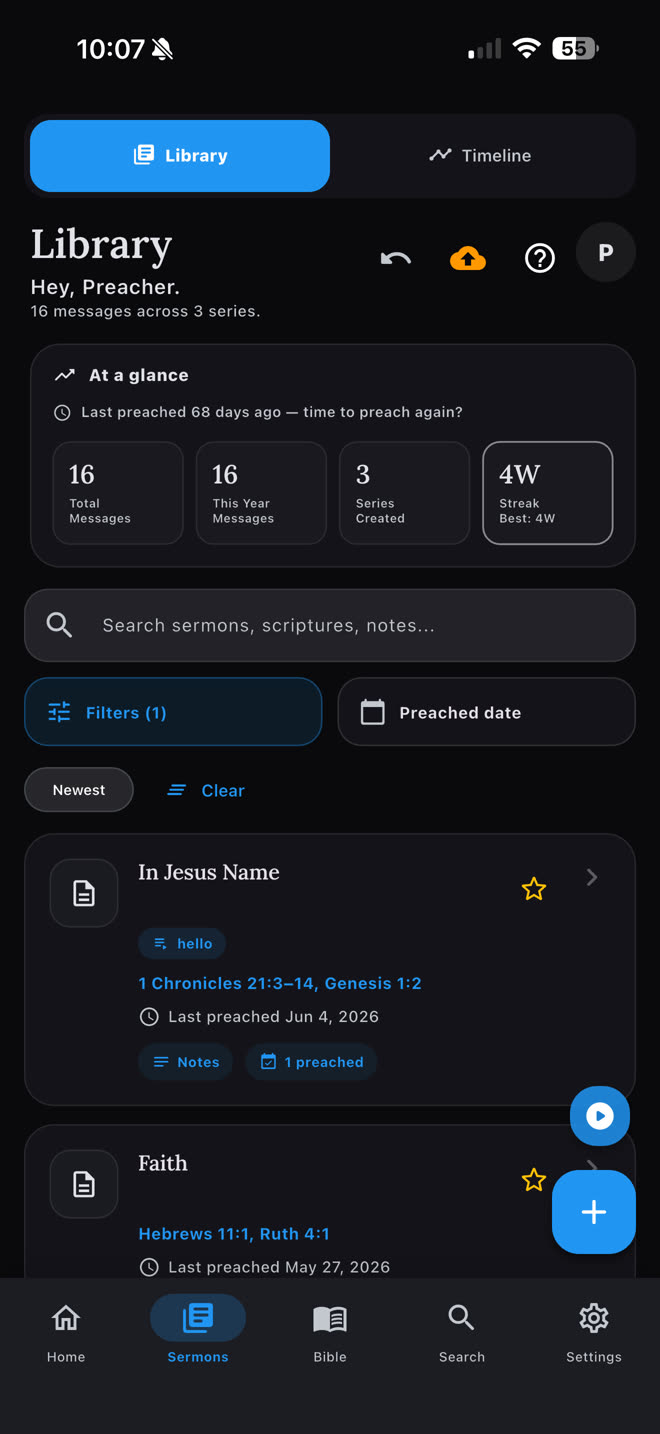 10:07
55
Library
Timeline
Library
Hey, Preacher.
16 messages across 3 series.
P
At a glance
Last preached 68 days ago — time to preach again?
16
Total
Messages
16
This Year
Messages
3
Series
Created
4W
Streak
Best: 4W
Search sermons, scriptures, notes...
Filters (1)
Preached date
Newest
Clear
In Jesus Name
hello
1 Chronicles 21:3–14, Genesis 1:2
Last preached Jun 4, 2026
Notes
1 preached
Faith
Hebrews 11:1, Ruth 4:1
Last preached May 27, 2026
Home
Sermons
Bible
Search
Settings